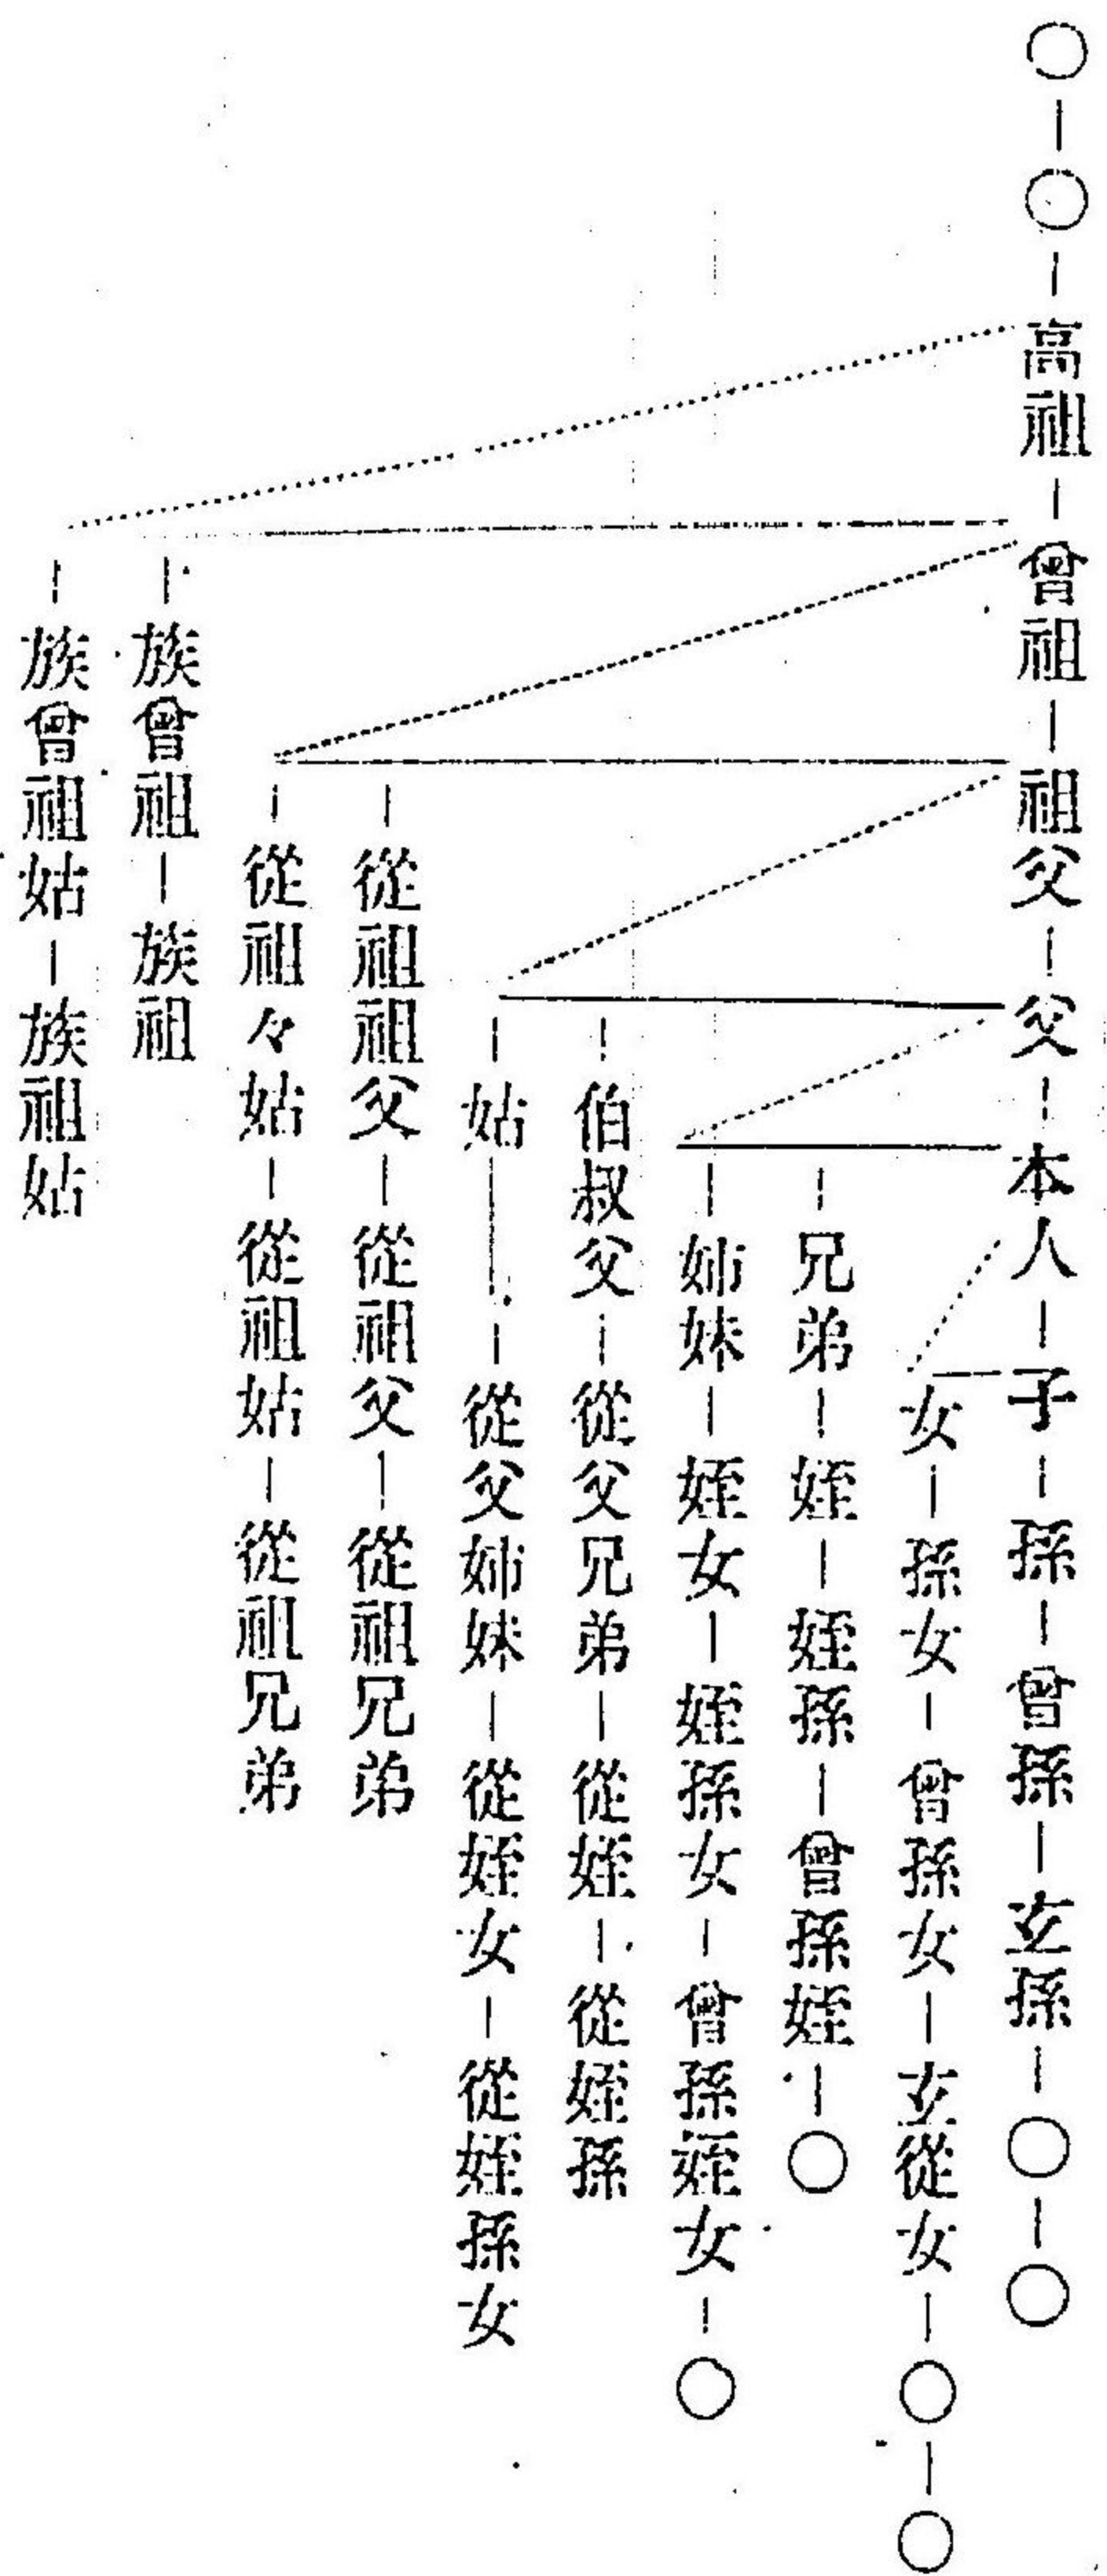 〇―〇―高祖―曾祖―祖父―父―本人―子―孫―曾孫―玄孫―〇―〇
女―孫女―曾孫女―玄從女―〇―〇
―兄弟―姪―姪孫―曾孫姪―〇
―姉妹―姪女―姪孫女―曾孫姪女―〇
―伯叔父―從父兄弟―從姪―從姪孫
―姑――從父姉妹―從姪女―從姪孫女
―從祖祖父―從祖父―從祖兄弟
―從祖々姑―從祖姑―從祖兄弟
―族曾祖―族祖
―族曾祖姑―族祖姑